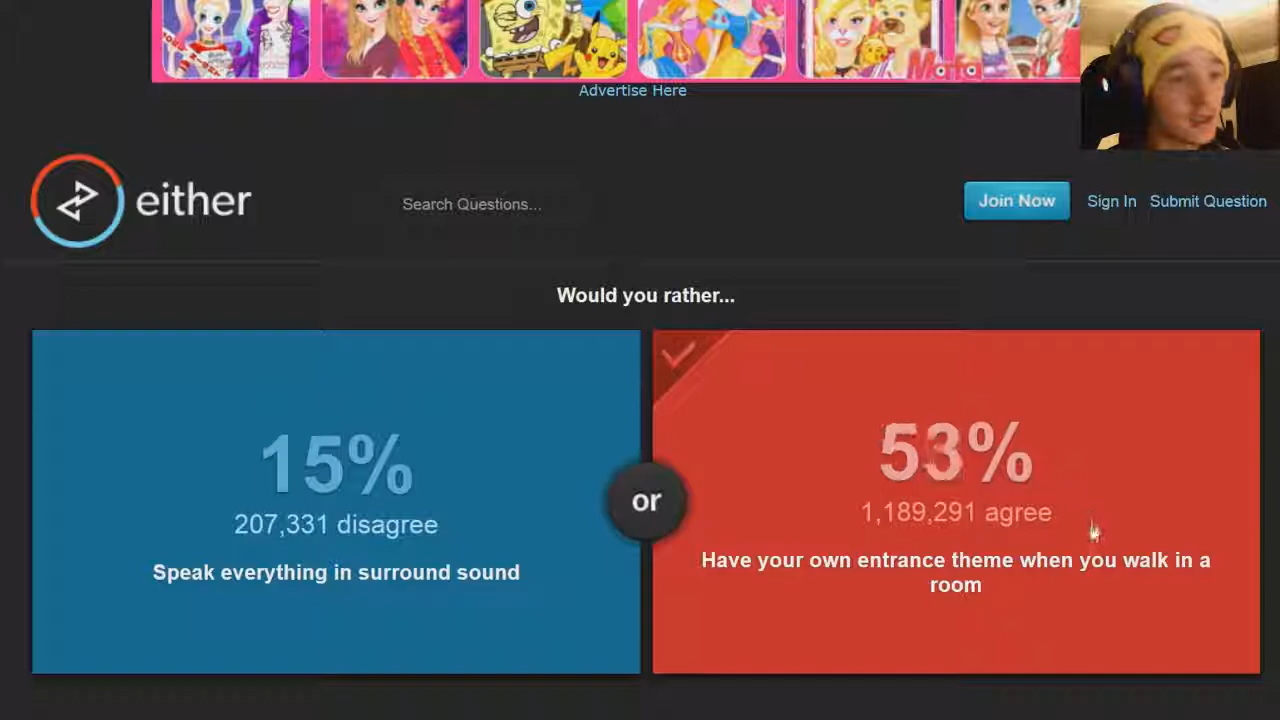 Advertise Here
either
Search Questions...
Join Now
Sign In
Submit Question
Would you rather...
15%
207,331 disagree
Speak everything in surround sound
or
53%
1,189,291 agree
Have your own entrance theme when you walk in a
room